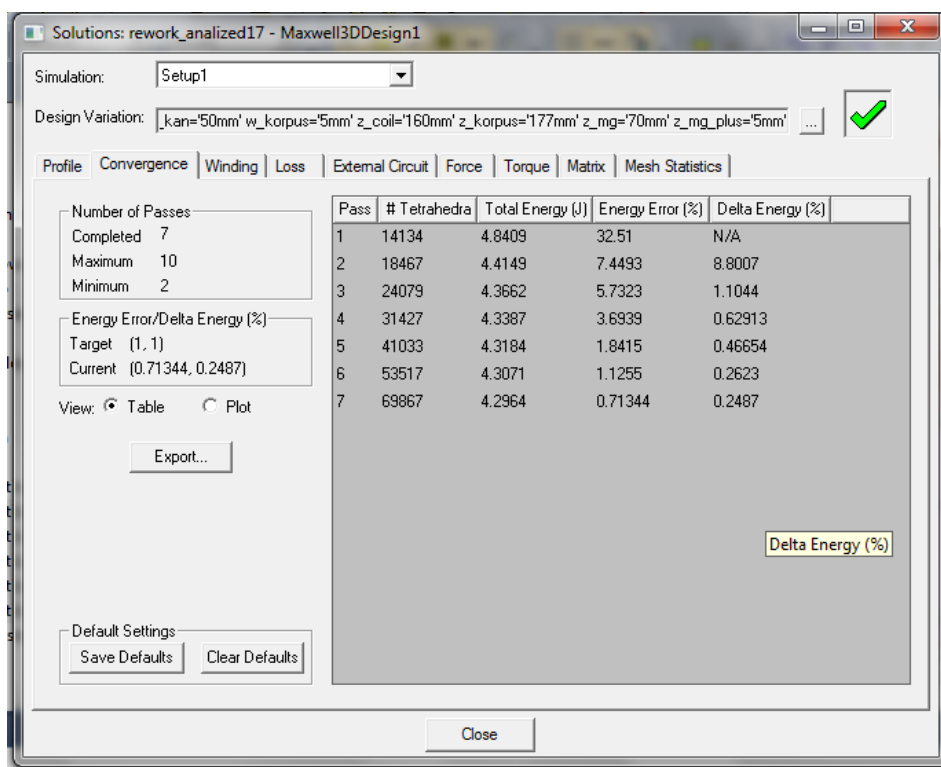 Solutions: rework_analized17 - Maxwell3DDesign1
Simulation: Setup1
Design Variation: _kan='50mm' w_korpus='5mm' z_coil='160mm' z_korpus='177mm' z_mg='70mm' z_mg_plus='5mm' ...
Profile Convergence Winding Loss External Circuit Force Torque Matrix Mesh Statistics
Number of Passes
Completed 7
Maximum 10
Minimum 2
Energy Error/Delta Energy (%)
Target (1, 1)
Current (0.71344, 0.2487)
View: Table Plot
Export...
Default Settings
Save Defaults Clear Defaults
Pass # Tetrahedra Total Energy (J) Energy Error (%) Delta Energy (%)
1 14134 4.8409 32.51 N/A
2 18467 4.4149 7.4493 8.8007
3 24079 4.3662 5.7323 1.1044
4 31427 4.3387 3.6939 0.62913
5 41033 4.3184 1.8415 0.46654
6 53517 4.3071 1.1255 0.2623
7 69867 4.2964 0.71344 0.2487
Delta Energy (%)
Close